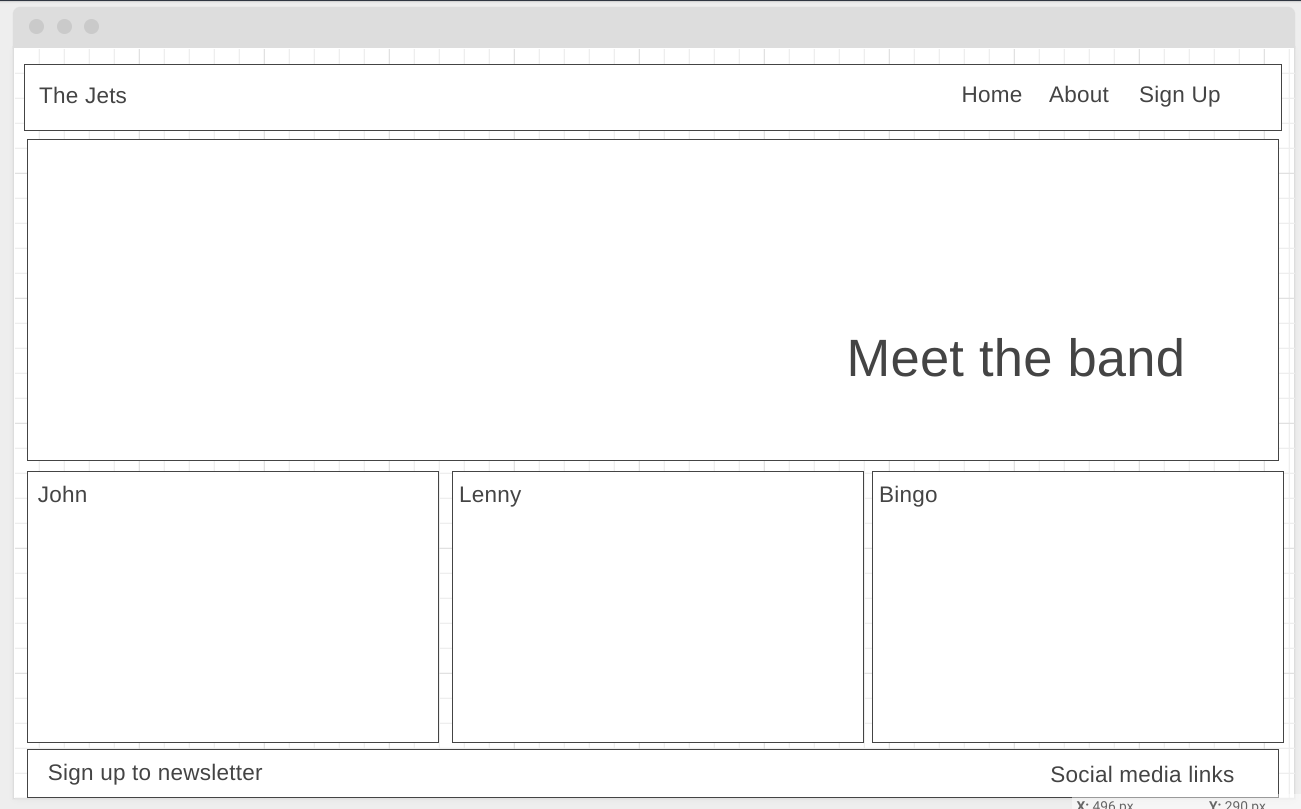 The Jets Home About Sign Up
Meet the band
John Lenny Bingo
Sign up to newsletter Social media links
X: 496 px Y: 290 px